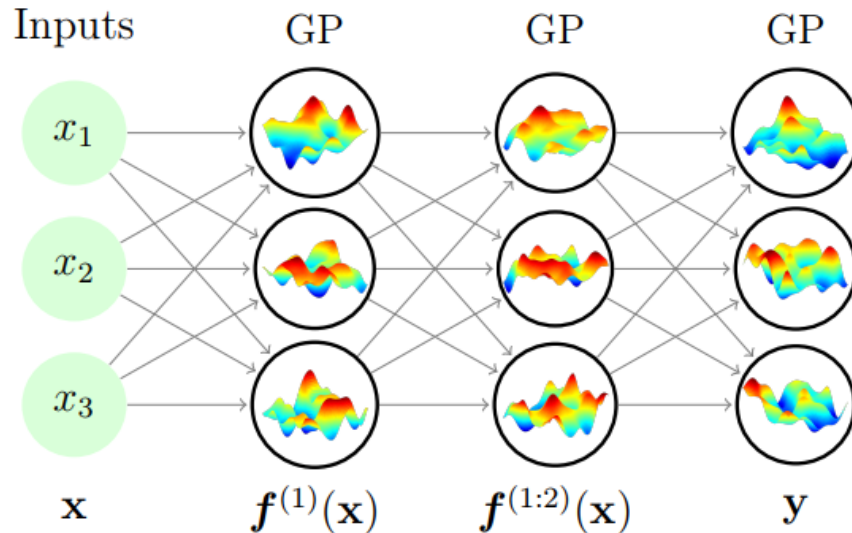 Inputs GP GP GP
x₁
x₂
x₃
x f⁽¹⁾(x) f⁽¹:²⁾(x) y